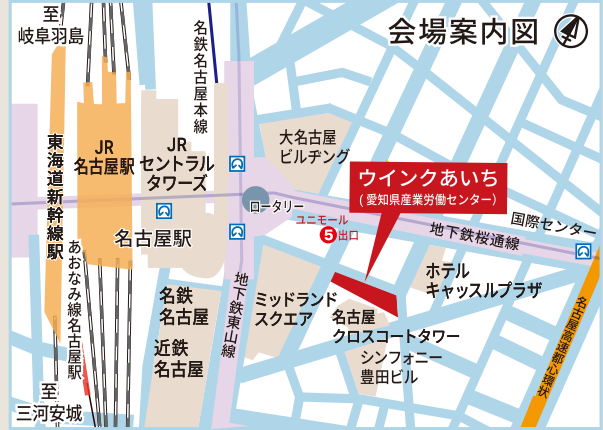 会場案内図
至
岐阜羽島
名鉄名古屋本線
東海道新幹線駅
JR
名古屋駅
JR
セントラル
タワーズ
大名古屋
ビルヂング
ウインクあいち
(愛知県産業労働センター)
ロータリー
ユニモール
5出口
国際センター
地下鉄桜通線
名古屋駅
あおなみ線名古屋駅
地下鉄東山線
ホテル
キャッスルプラザ
名鉄
名古屋
ミッドランド
スクエア
名古屋
クロスコートタワー
シンフォニー
豊田ビル
近鉄
名古屋
名古屋高速都心環状
至
三河安城